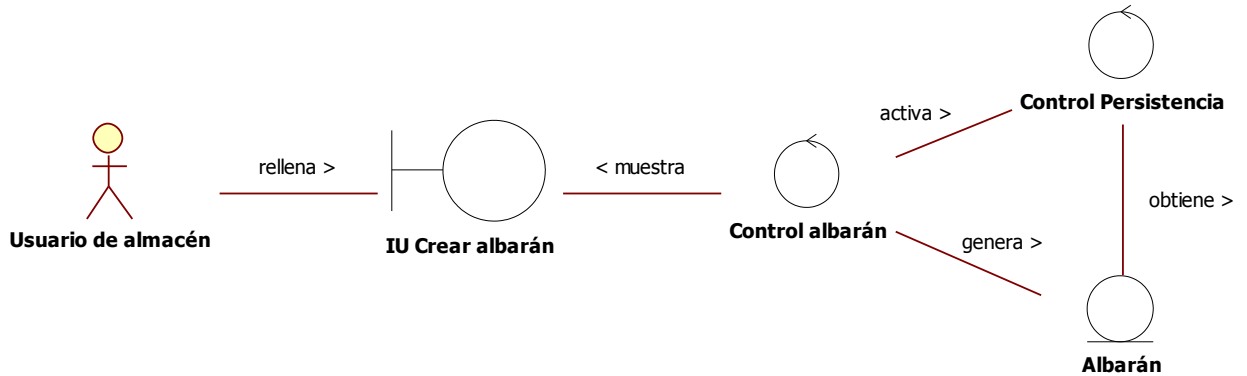 Control Persistencia
activa >
rellena >
< muestra
obtiene >
Usuario de almacén
IU Crear albarán
Control albarán
genera >
Albarán